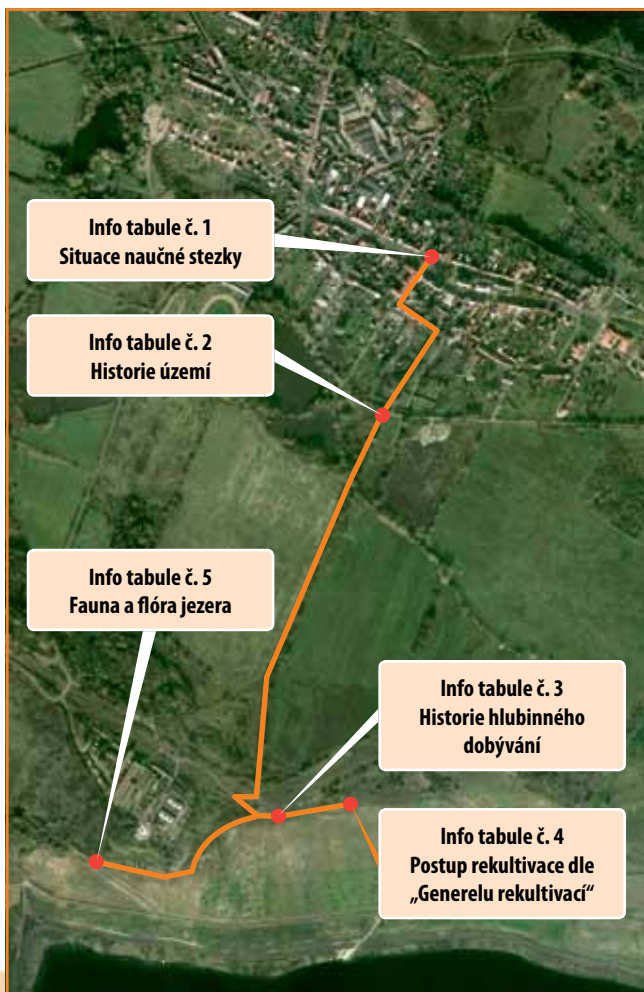 Info tabule č. 1
Situace naučné stezky
Info tabule č. 2
Historie území
Info tabule č. 5
Fauna a flóra jezera
Info tabule č. 3
Historie hlubinného
dobývání
Info tabule č. 4
Postup rekultivace dle
„Generelu rekultivací“